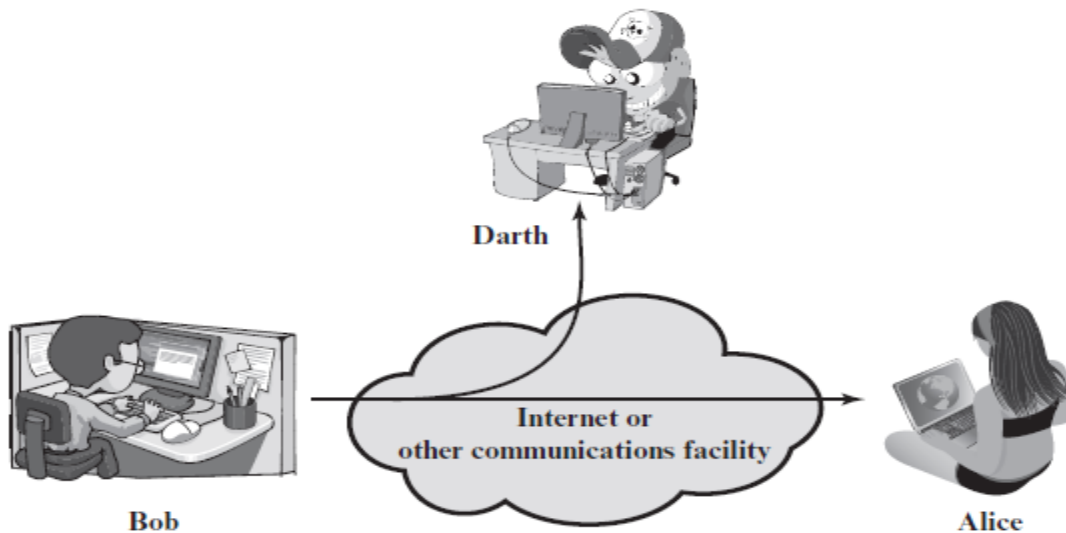 Darth
Internet or
other communications facility
Bob
Alice